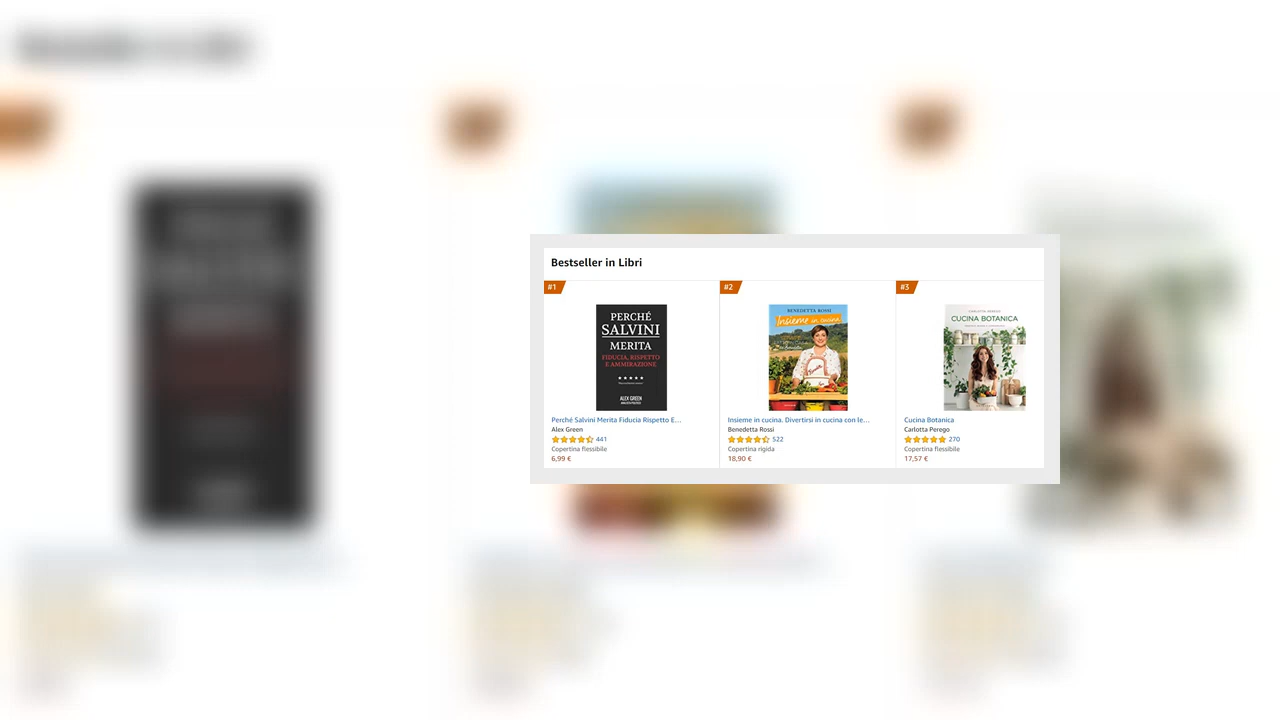 Bestseller in Libri
#1
PERCHÉ
SALVINI
MERITA
FIDUCIA, RISPETTO
E AMMIRAZIONE
ALEX GREEN
Perché Salvini Merita Fiducia Rispetto E...
Alex Green
441
Copertina flessibile
6,99 €
#2
BENEDETTA ROSSI
Insieme in cucina
Insieme in cucina. Divertirsi in cucina con le...
Benedetta Rossi
522
Copertina rigida
18,90 €
#3
CARLOTTA PEREGO
CUCINA BOTANICA
Cucina Botanica
Carlotta Perego
270
Copertina flessibile
17,57 €